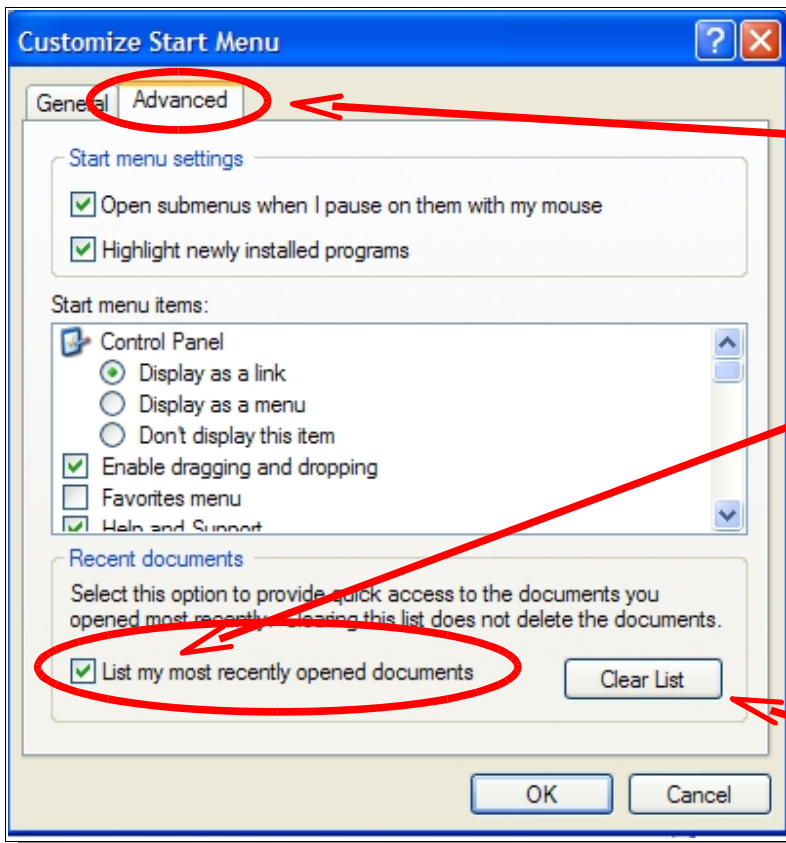 Customize Start Menu
General Advanced
Start menu settings
Open submenus when I pause on them with my mouse
Highlight newly installed programs
Start menu items:
Control Panel
Display as a link
Display as a menu
Don't display this item
Enable dragging and dropping
Favorites menu
Help and Support
Recent documents
Select this option to provide quick access to the documents you
opened most recently. Clearing this list does not delete the documents.
List my most recently opened documents
Clear List
OK Cancel